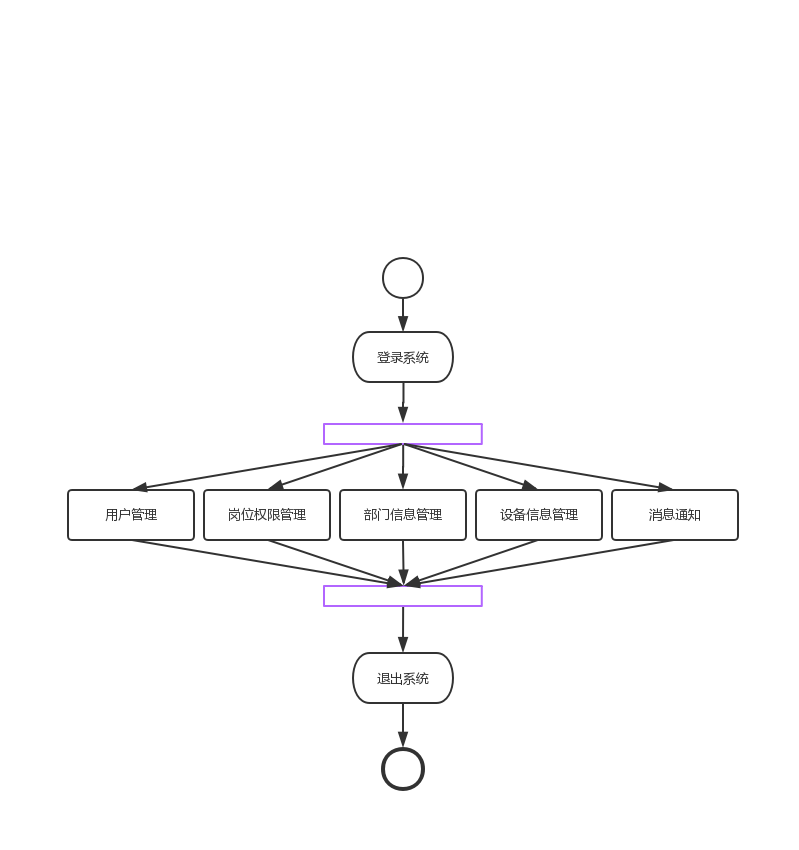 登录系统
用户管理
岗位权限管理
部门信息管理
设备信息管理
消息通知
退出系统